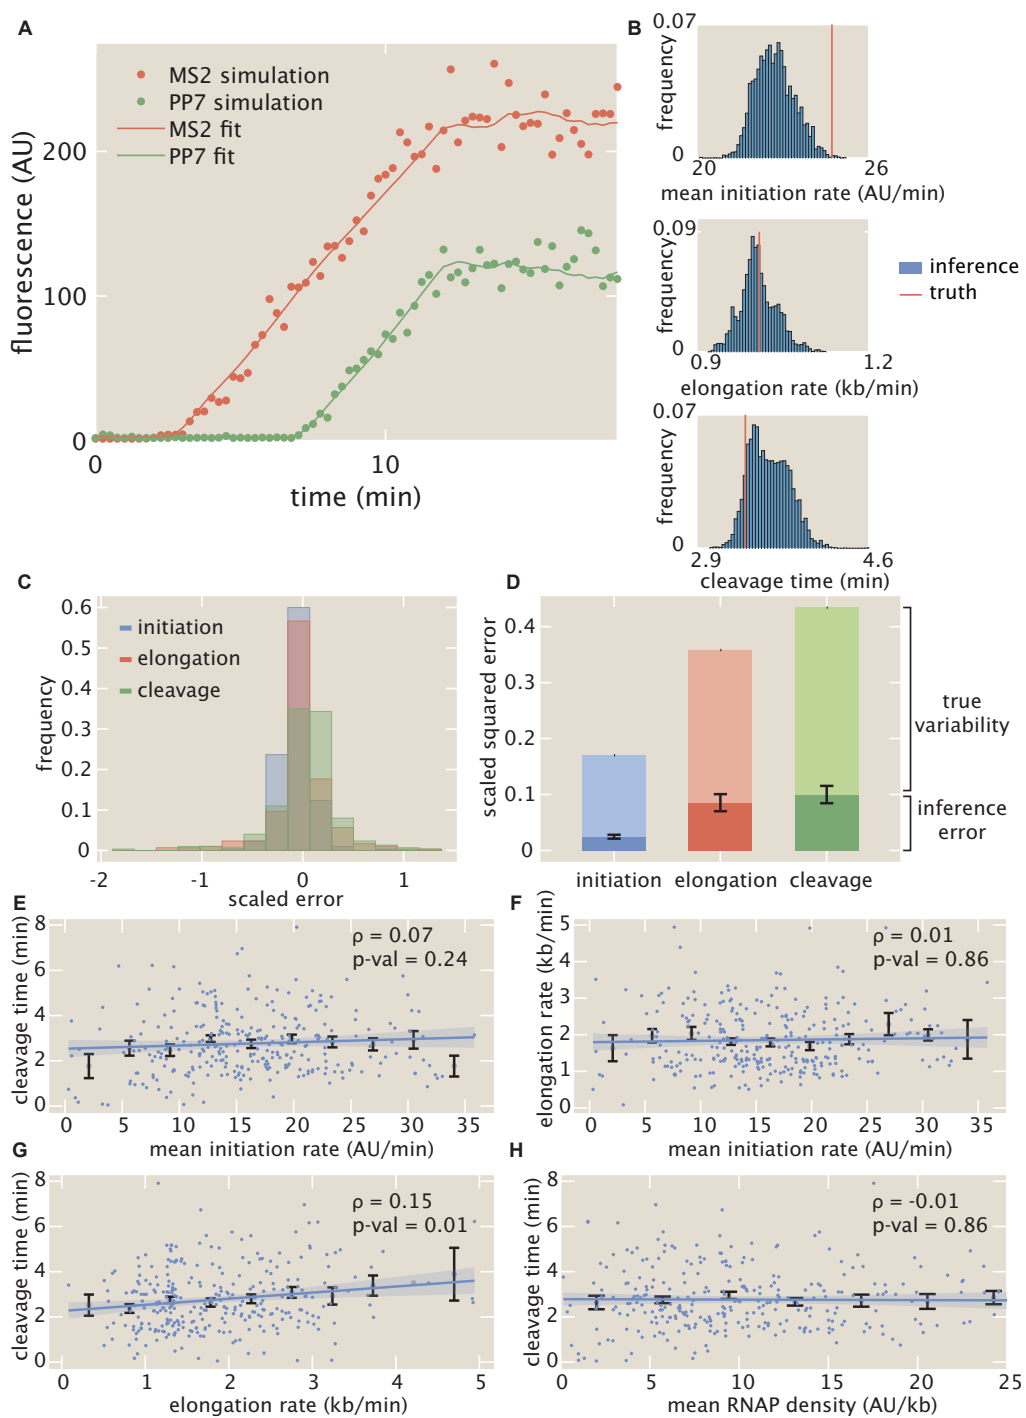 A
fluorescence (AU)
200
100
0
0
10
time (min)
MS2 simulation
PP7 simulation
MS2 fit
PP7 fit
B
frequency
0.07
0
20
26
mean initiation rate (AU/min)
frequency
0.09
0
0.9
1.2
elongation rate (kb/min)
inference
truth
frequency
0.07
0
2.9
4.6
cleavage time (min)
C
frequency
0.6
0.5
0.4
0.3
0.2
0.1
0
-2
-1
0
1
scaled error
initiation
elongation
cleavage
D
scaled squared error
0.4
0.3
0.2
0.1
0
initiation
elongation
cleavage
true
variability
inference
error
E
cleavage time (min)
8
6
4
2
0
0
5
10
15
20
25
30
35
mean initiation rate (AU/min)
ρ = 0.07
p-val = 0.24
F
elongation rate (kb/min)
5
4
3
2
1
0
0
5
10
15
20
25
30
35
mean initiation rate (AU/min)
ρ = 0.01
p-val = 0.86
G
cleavage time (min)
8
6
4
2
0
0
1
2
3
4
5
elongation rate (kb/min)
ρ = 0.15
p-val = 0.01
H
cleavage time (min)
8
6
4
2
0
0
5
10
15
20
25
mean RNAP density (AU/kb)
ρ = -0.01
p-val = 0.86